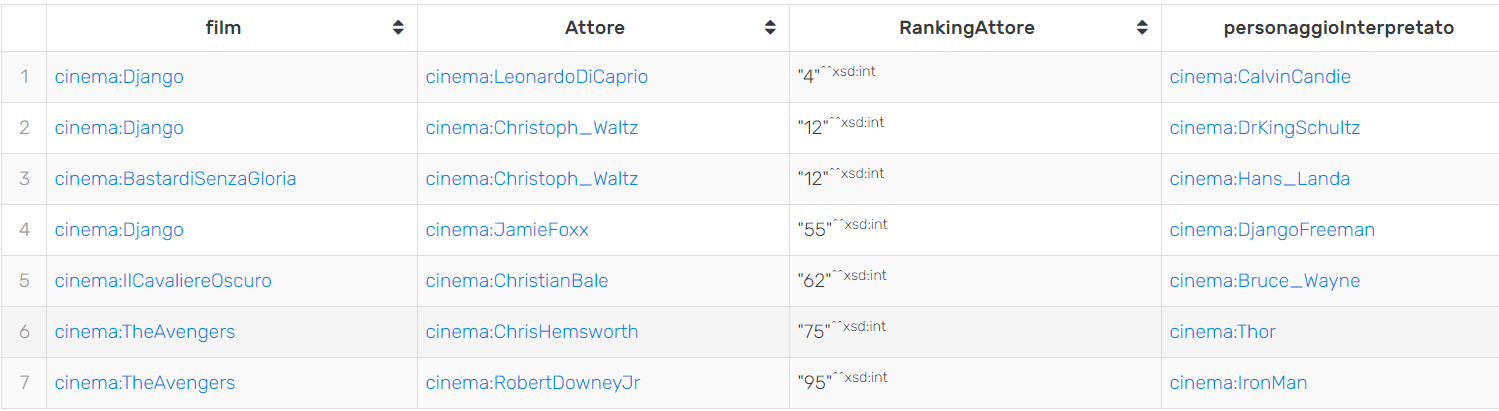 film Attore RankingAttore personaggioInterpretato
1 cinema:Django cinema:LeonardoDiCaprio "4"^^xsd:int cinema:CalvinCandie
2 cinema:Django cinema:Christoph_Waltz "12"^^xsd:int cinema:DrKingSchultz
3 cinema:BastardiSenzaGloria cinema:Christoph_Waltz "12"^^xsd:int cinema:Hans_Landa
4 cinema:Django cinema:JamieFoxx "55"^^xsd:int cinema:DjangoFreeman
5 cinema:IlCavaliereOscuro cinema:ChristianBale "62"^^xsd:int cinema:Bruce_Wayne
6 cinema:TheAvengers cinema:ChrisHemsworth "75"^^xsd:int cinema:Thor
7 cinema:TheAvengers cinema:RobertDowneyJr "95"^^xsd:int cinema:IronMan